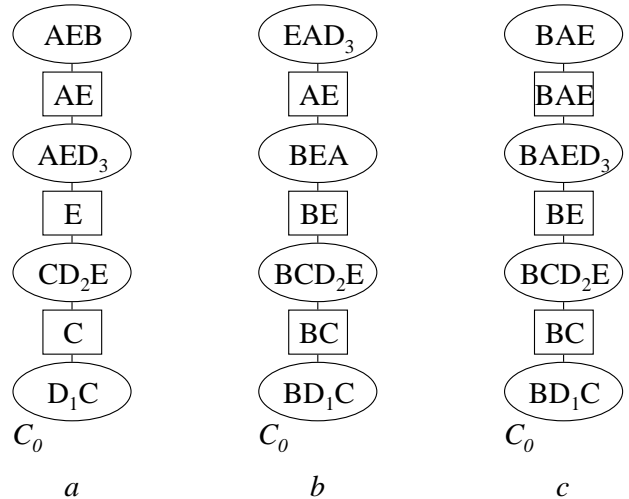 AEB EAD₃ BAE
AE AE BAE
AED₃ BEA BAED₃
E BE BE
CD₂E BCD₂E BCD₂E
C BC BC
D₁C BD₁C BD₁C
C₀ C₀ C₀
a b c